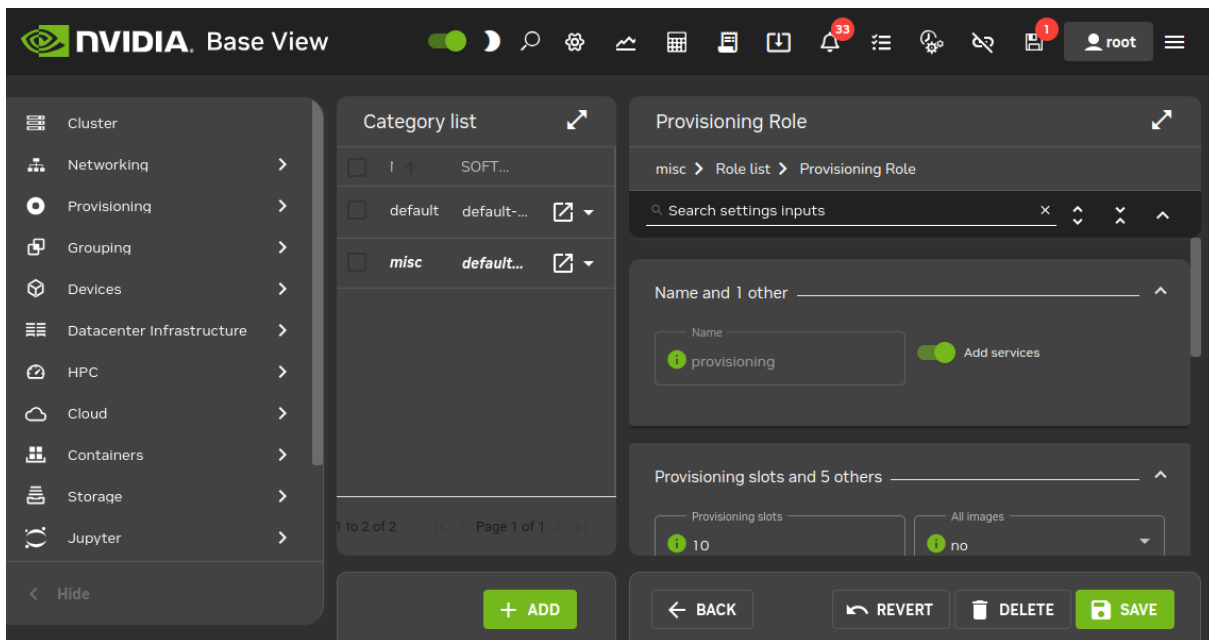 NVIDIA. Base View
33
1
root
Cluster
Networking
Provisioning
Grouping
Devices
Datacenter Infrastructure
HPC
Cloud
Containers
Storage
Jupyter
Hide
Category list
SOFT...
default default-...
misc default...
1 to 2 of 2 Page 1 of 1
ADD
Provisioning Role
misc > Role list > Provisioning Role
Search settings inputs
Name and 1 other
Name
provisioning
Add services
Provisioning slots and 5 others
Provisioning slots
10
All images
no
BACK
REVERT
DELETE
SAVE